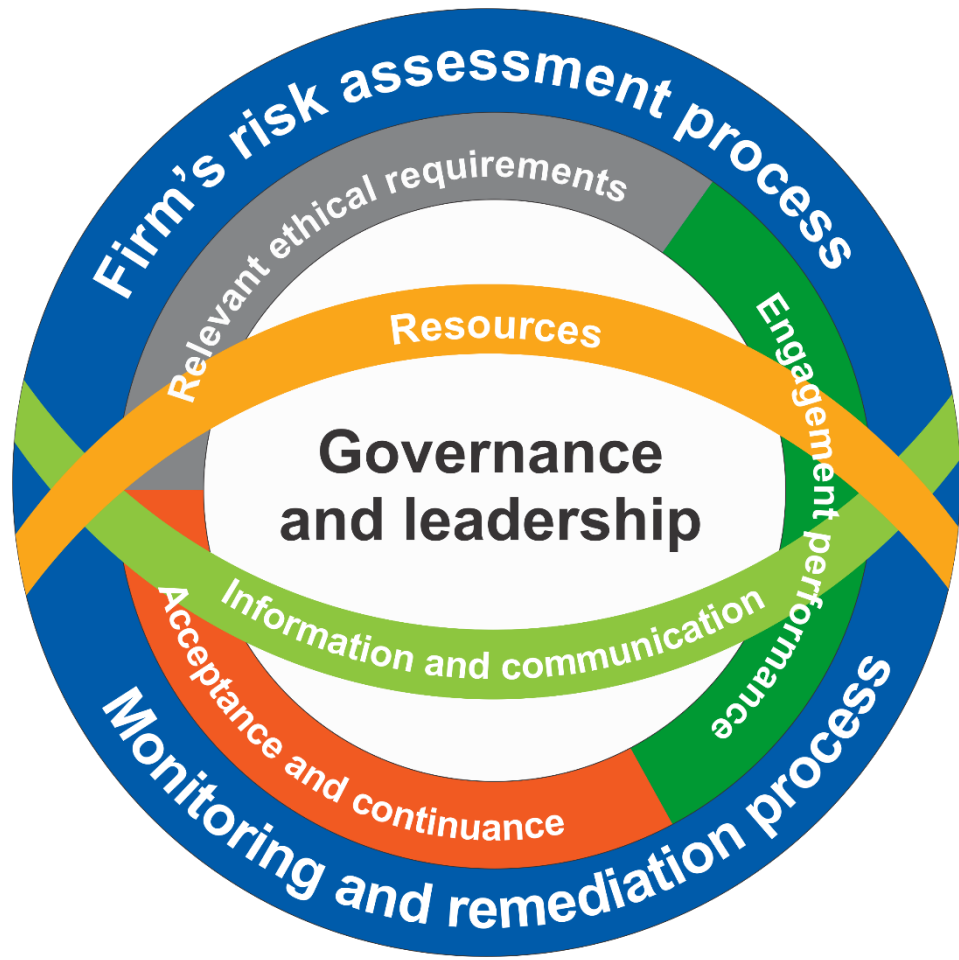 Firm's risk assessment process
Relevant ethical requirements
Engagement performance
Resources
Governance
and leadership
Information and communication
Acceptance and continuance
Monitoring and remediation process